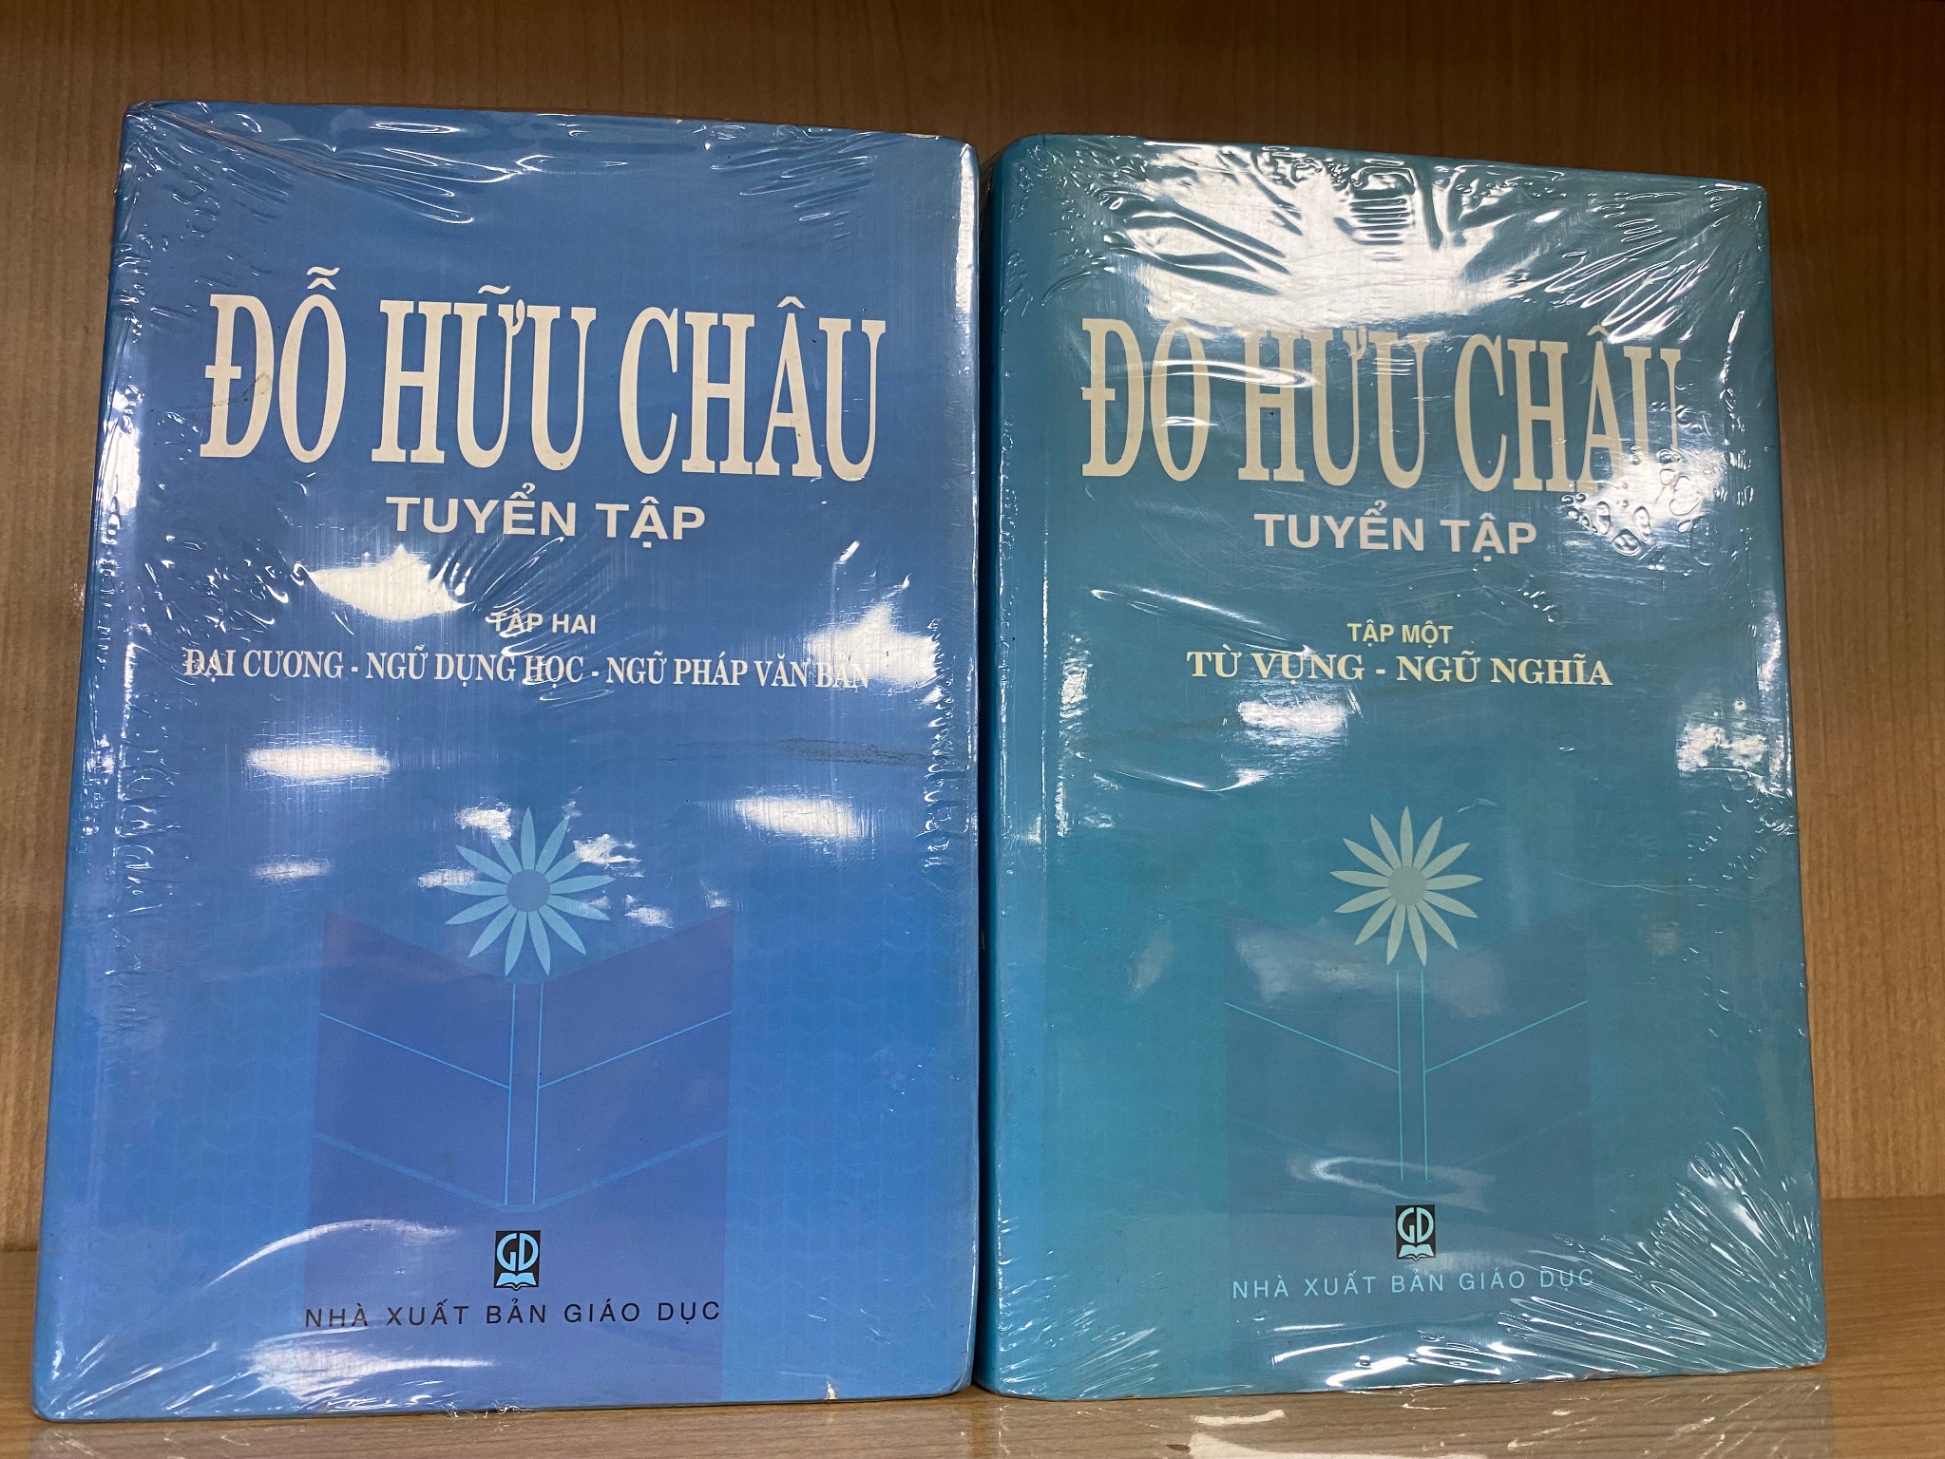 ĐỖ HỮU CHÂU
TUYỂN TẬP
TẬP HAI
ĐẠI CƯƠNG - NGỮ DỤNG HỌC - NGỮ PHÁP VĂN BẢN
GD
NHÀ XUẤT BẢN GIÁO DỤC
ĐỖ HỮU CHÂU
TUYỂN TẬP
TẬP MỘT
TỪ VỰNG - NGỮ NGHĨA
GD
NHÀ XUẤT BẢN GIÁO DỤC